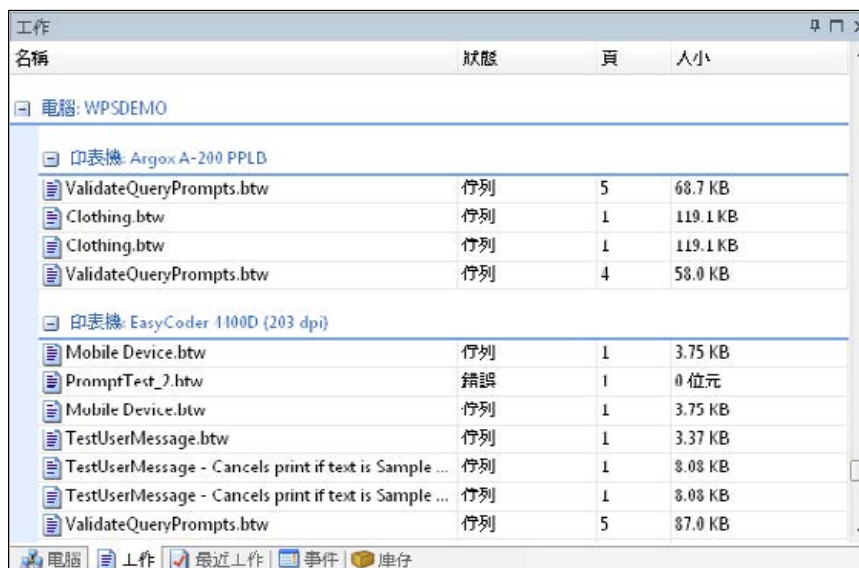 工作
名稱 狀態 頁 大小
電腦: WPSDEMO
印表機: Argox A-200 PPLB
ValidateQueryPrompts.btw 佇列 5 68.7 KB
Clothing.btw 佇列 1 119.1 KB
Clothing.btw 佇列 1 119.1 KB
ValidateQueryPrompts.btw 佇列 4 58.0 KB
印表機: EasyCoder 4400D (203 dpi)
Mobile Device.btw 佇列 1 3.75 KB
PromptTest_2.btw 錯誤 1 0 位元
Mobile Device.btw 佇列 1 3.75 KB
TestUserMessage.btw 佇列 1 3.37 KB
TestUserMessage - Cancels print if text is Sample ... 佇列 1 8.08 KB
TestUserMessage - Cancels print if text is Sample ... 佇列 1 8.08 KB
ValidateQueryPrompts.btw 佇列 5 87.0 KB
電腦 工作 最近工作 事件 庫存